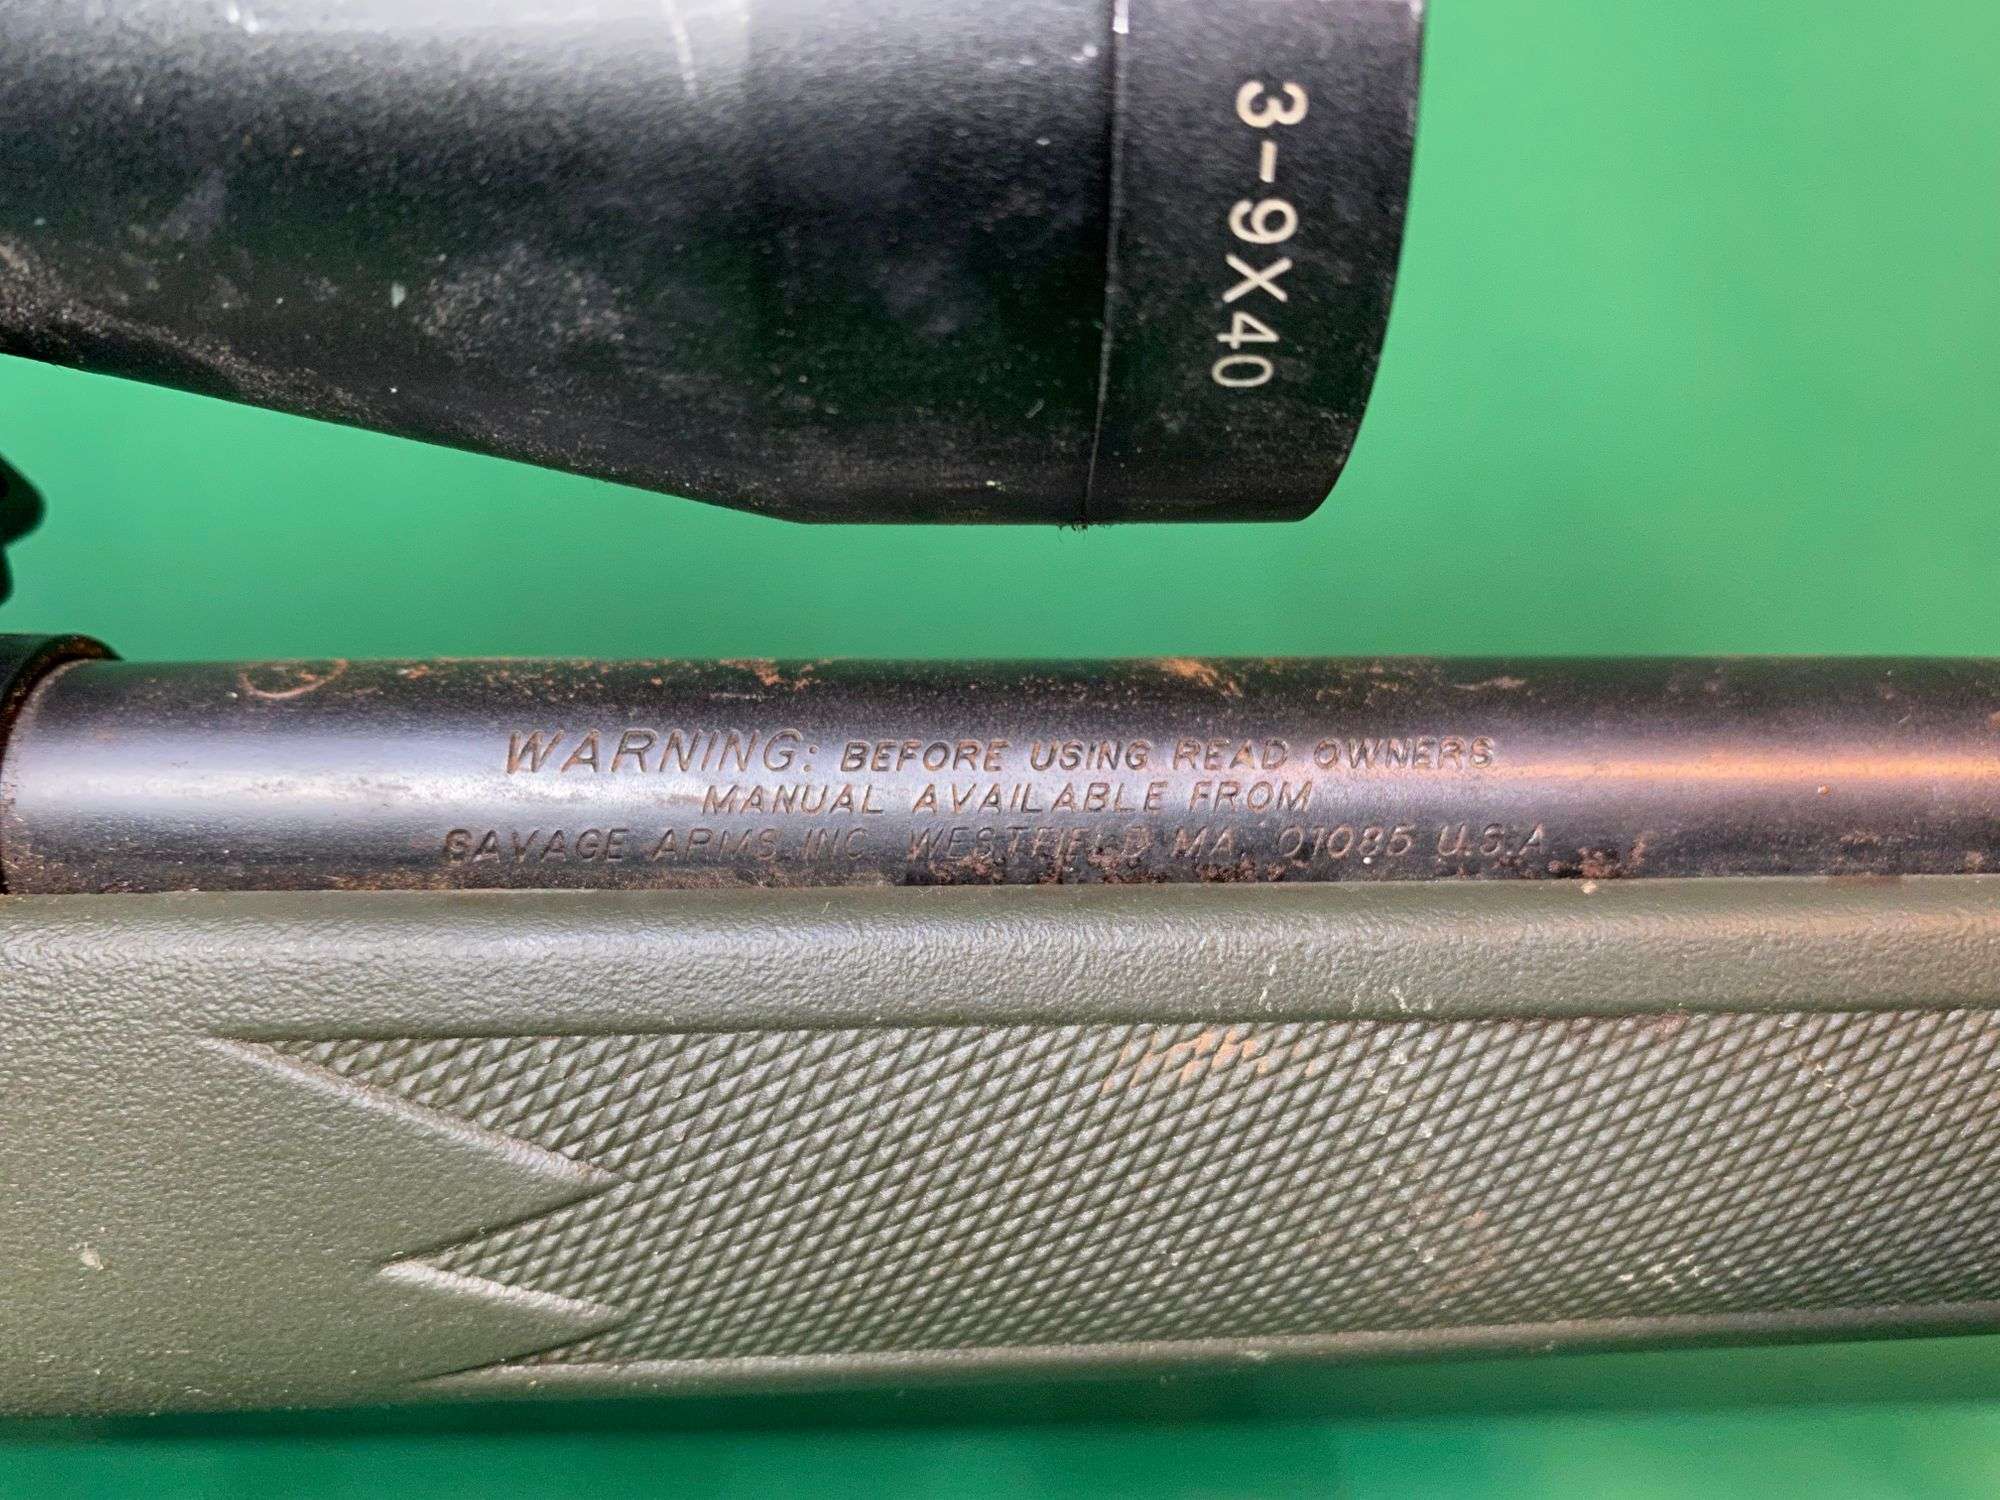 3-9X40
WARNING: BEFORE USING READ OWNERS
MANUAL AVAILABLE FROM
SAVAGE ARMS INC. WESTFIELD MA. 01085 U.S.A